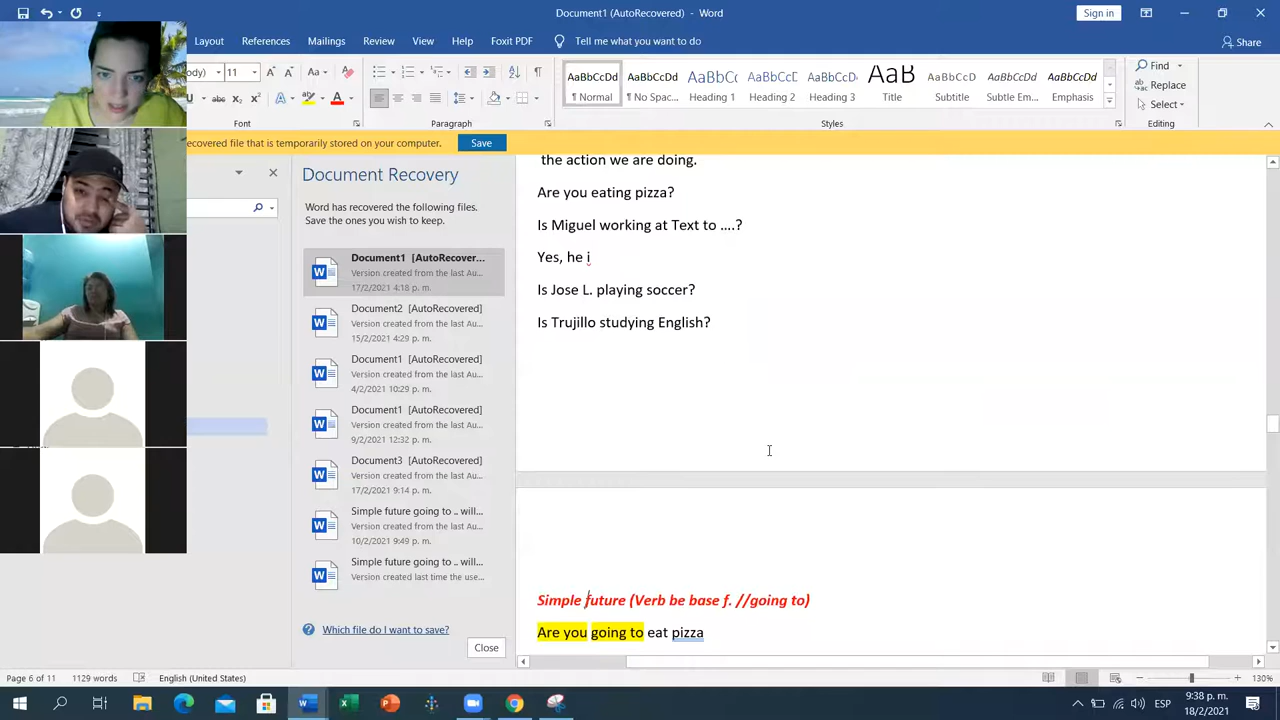 Document1 [AutoRecovered] - Word
Sign in
Layout References Mailings Review View Help Foxit PDF Tell me what you want to do
Share
11
AaBbCcDd AaBbCcDd AaBbCc AaBbCcD AaBbCcD AaB AaBbCcD AaBbCcDd AaBbCcDd
¶ Normal ¶ No Spac... Heading 1 Heading 2 Heading 3 Title Subtitle Subtle Em... Emphasis
Find
Replace
Select
Font Paragraph Styles Editing
ecovered file that is temporarily stored on your computer. Save
Document Recovery
Word has recovered the following files.
Save the ones you wish to keep.
Document1 [AutoRecover...
Version created from the last Au...
17/2/2021 4:18 p. m.
Document2 [AutoRecovered]
Version created from the last Au...
15/2/2021 4:29 p. m.
Document1 [AutoRecovered]
Version created from the last Au...
4/2/2021 10:29 p. m.
Document1 [AutoRecovered]
Version created from the last Au...
9/2/2021 12:32 p. m.
Document3 [AutoRecovered]
Version created from the last Au...
17/2/2021 9:14 p. m.
Simple future going to .. will...
Version created from the last Au...
10/2/2021 9:49 p. m.
Simple future going to .. will...
Version created last time the use...
Which file do I want to save?
Close
the action we are doing.
Are you eating pizza?
Is Miguel working at Text to ....?
Yes, he i
Is Jose L. playing soccer?
Is Trujillo studying English?
Simple future (Verb be base f. //going to)
Are you going to eat pizza
Page 6 of 11 1129 words English (United States) 130%
ESP
9:38 p. m.
18/2/2021